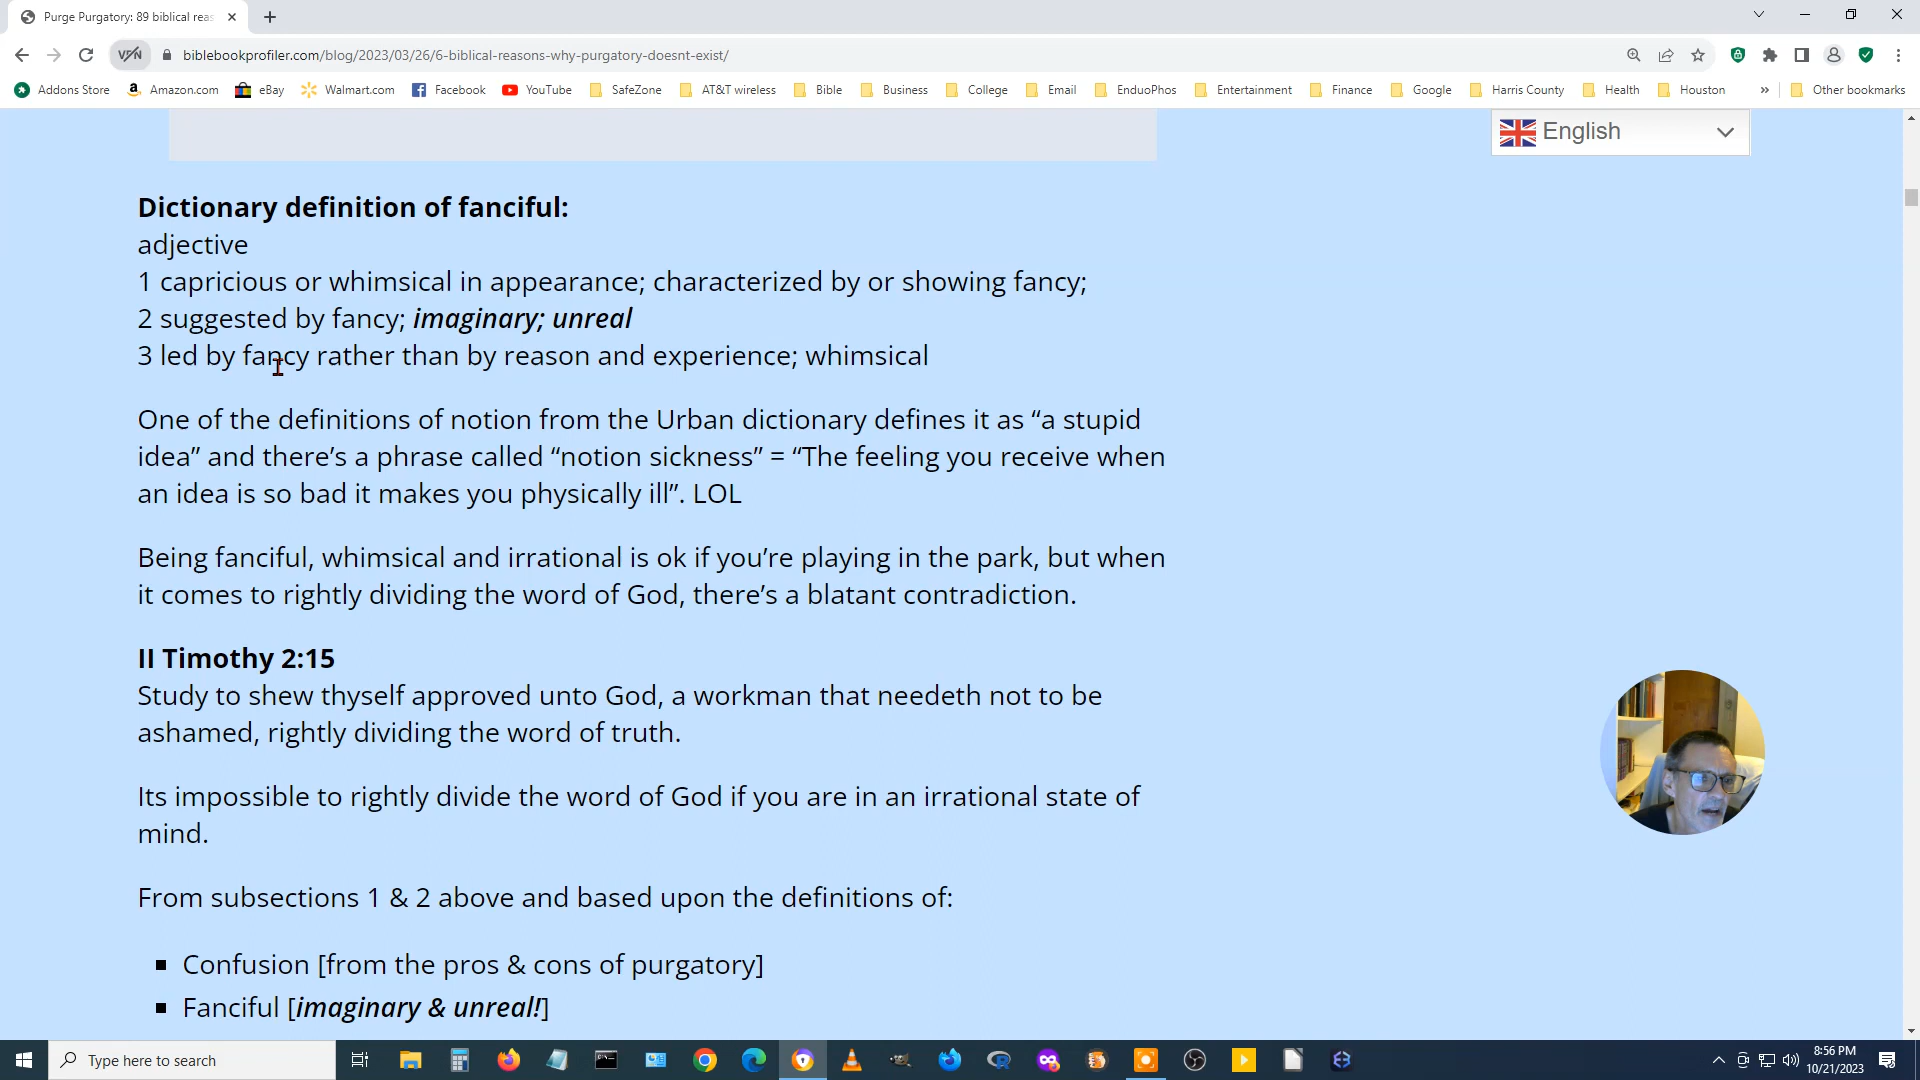 Purge Purgatory: 89 biblical reas
VPN
biblebookprofiler.com/blog/2023/03/26/6-biblical-reasons-why-purgatory-doesnt-exist/
Addons Store Amazon.com eBay Walmart.com Facebook YouTube SafeZone AT&T wireless Bible Business College Email EnduoPhos Entertainment Finance Google Harris County Health Houston » Other bookmarks
English
Dictionary definition of fanciful:
adjective
1 capricious or whimsical in appearance; characterized by or showing fancy;
2 suggested by fancy; imaginary; unreal
3 led by fancy rather than by reason and experience; whimsical
One of the definitions of notion from the Urban dictionary defines it as “a stupid
idea” and there’s a phrase called “notion sickness” = “The feeling you receive when
an idea is so bad it makes you physically ill”. LOL
Being fanciful, whimsical and irrational is ok if you’re playing in the park, but when
it comes to rightly dividing the word of God, there’s a blatant contradiction.
II Timothy 2:15
Study to shew thyself approved unto God, a workman that needeth not to be
ashamed, rightly dividing the word of truth.
Its impossible to rightly divide the word of God if you are in an irrational state of
mind.
From subsections 1 & 2 above and based upon the definitions of:
Confusion [from the pros & cons of purgatory]
Fanciful [imaginary & unreal!]
Type here to search
8:56 PM
10/21/2023